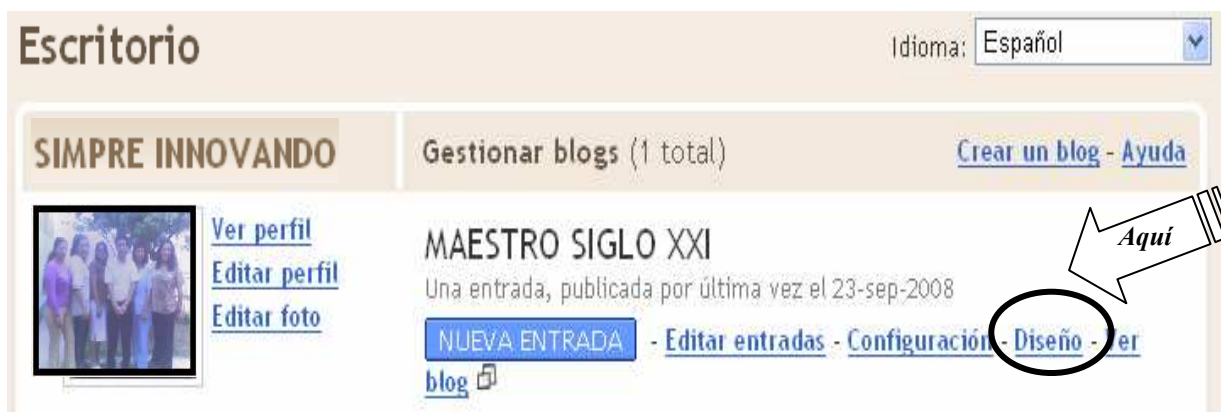 Escritorio
Idioma: Español
SIMPRE INNOVANDO
Gestionar blogs (1 total)
Crear un blog - Ayuda
Ver perfil
Editar perfil
Editar foto
MAESTRO SIGLO XXI
Aquí
Una entrada, publicada por última vez el 23-sep-2008
NUEVA ENTRADA - Editar entradas - Configuración - Diseño - Ver
blog